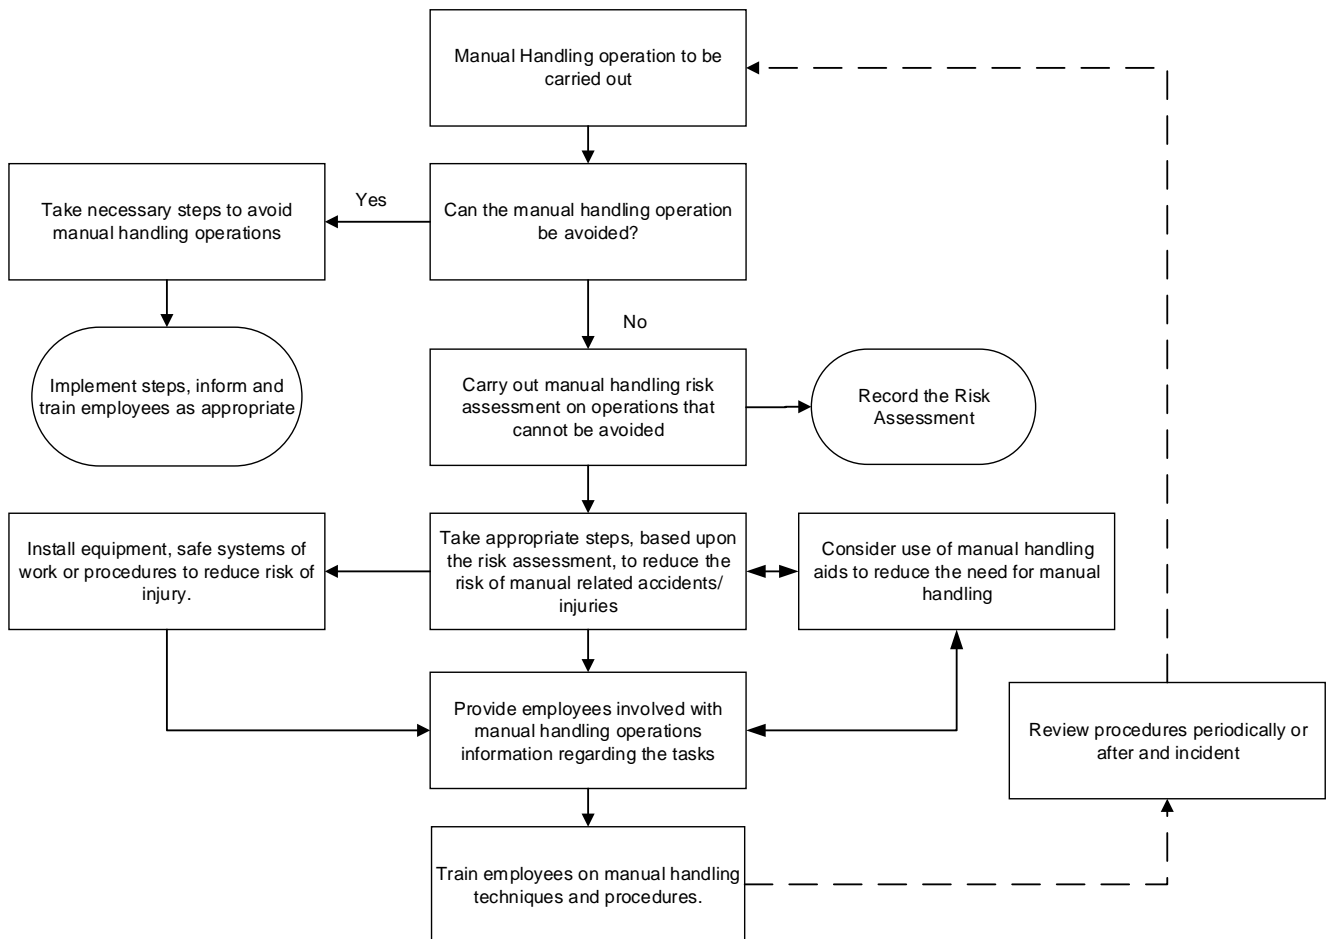 Manual Handling operation to be
carried out
Take necessary steps to avoid
manual handling operations
Yes
Can the manual handling operation
be avoided?
No
Implement steps, inform and
train employees as appropriate
Carry out manual handling risk
assessment on operations that
cannot be avoided
Record the Risk
Assessment
Install equipment, safe systems of
work or procedures to reduce risk of
injury.
Take appropriate steps, based upon
the risk assessment, to reduce the
risk of manual related accidents/
injuries
Consider use of manual handling
aids to reduce the need for manual
handling
Provide employees involved with
manual handling operations
information regarding the tasks
Review procedures periodically or
after and incident
Train employees on manual handling
techniques and procedures.